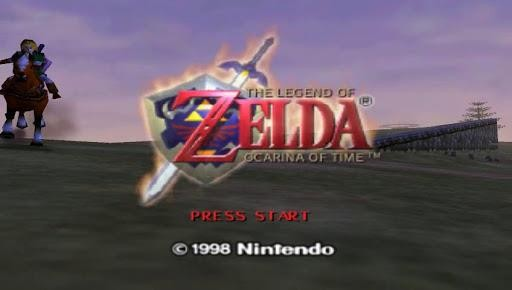 THE LEGEND OF
ZELDA®
OCARINA OF TIME™
PRESS START
© 1998 Nintendo